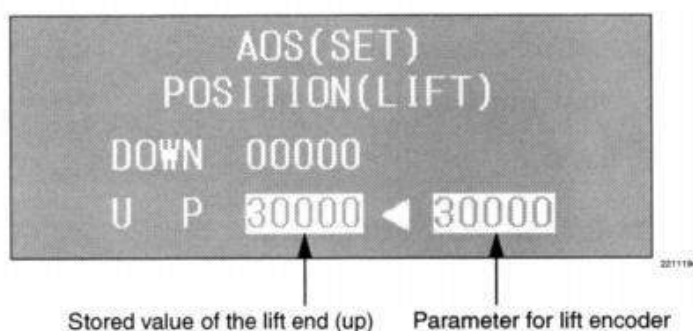 AOS(SET)
POSITION(LIFT)
DOWN 00000
U P 30000 ◀ 30000
Stored value of the lift end (up) Parameter for lift encoder